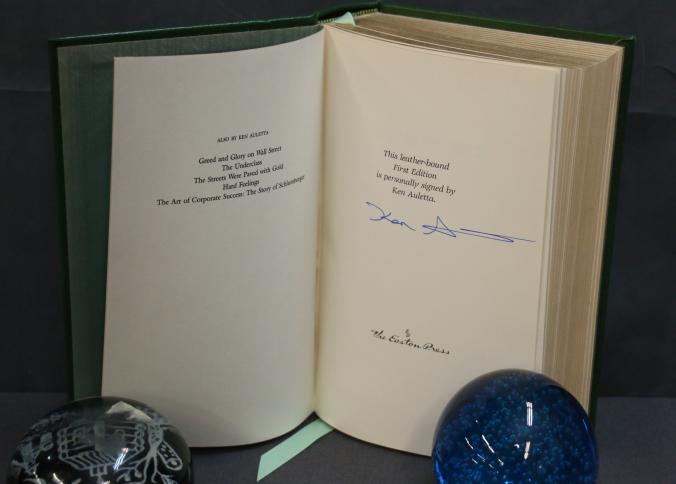 ALSO BY KEN AULETTA
Greed and Glory on Wall Street
The Underclass
The Streets Were Paved with Gold
Hard Feelings
The Art of Corporate Success: The Story of Schlumberger
This leather-bound
First Edition
is personally signed by
Ken Auletta.
Ken A
The Easton Press